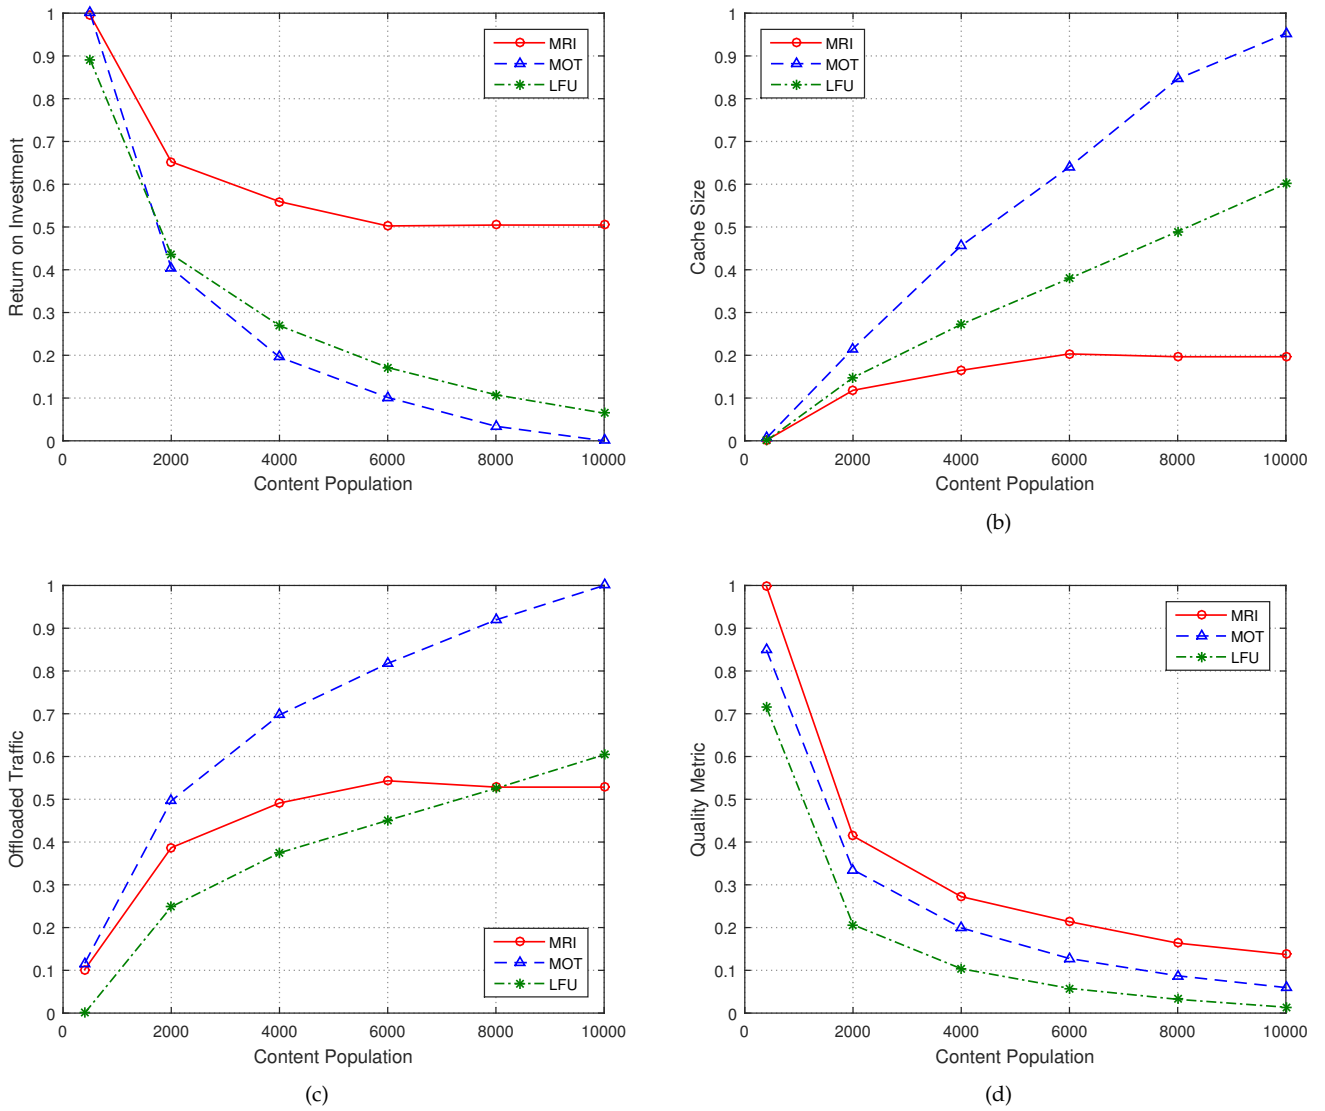 1
0.9
0.8
0.7
0.6
0.5
0.4
0.3
0.2
0.1
0
Return on Investment
MRI
MOT
LFU
0 2000 4000 6000 8000 10000
Content Population
1
0.9
0.8
0.7
0.6
0.5
0.4
0.3
0.2
0.1
0
Cache Size
MRI
MOT
LFU
0 2000 4000 6000 8000 10000
Content Population
(b)
1
0.9
0.8
0.7
0.6
0.5
0.4
0.3
0.2
0.1
0
Offloaded Traffic
MRI
MOT
LFU
0 2000 4000 6000 8000 10000
Content Population
(c)
1
0.9
0.8
0.7
0.6
0.5
0.4
0.3
0.2
0.1
0
Quality Metric
MRI
MOT
LFU
0 2000 4000 6000 8000 10000
Content Population
(d)